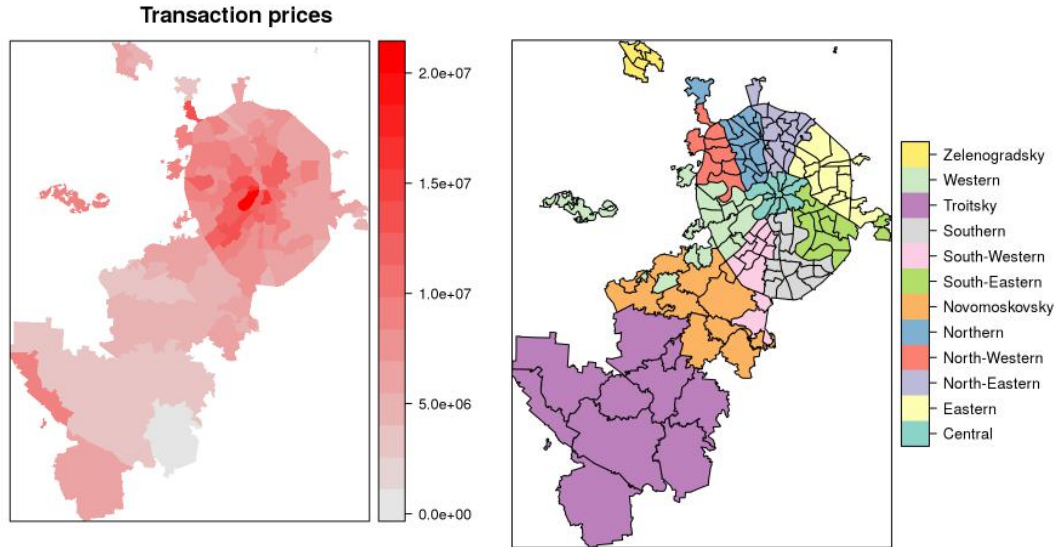 Transaction prices
2.0e+07
1.5e+07
1.0e+07
5.0e+06
0.0e+00
Zelenogradsky
Western
Troitsky
Southern
South-Western
South-Eastern
Novomoskovsky
Northern
North-Western
North-Eastern
Eastern
Central